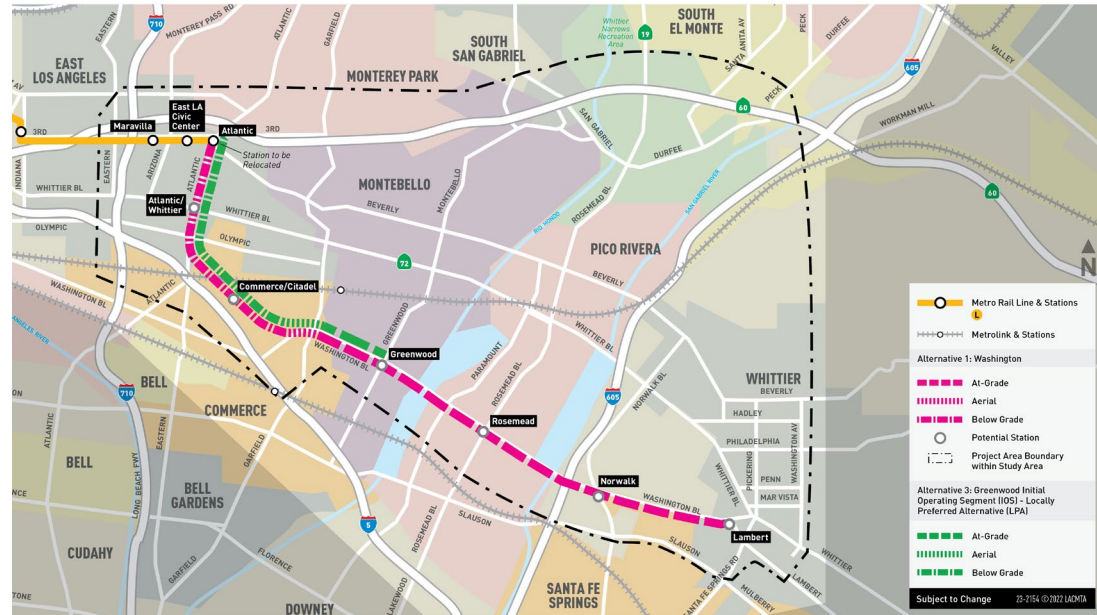 EASTERN
710
MONTEREY PASS RD
ATLANTIC
GARFIELD
SOUTH
SAN GABRIEL
Whittier
Narrows
Recreation
Area
19
SOUTH
EL MONTE
SANTA ANITA AV
PECK
DURFEE
605
VALLEY
EAST
LOS ANGELES
MONTEREY PARK
PECK
60
WORKMAN MILL
3RD
Maravilla
East LA
Civic
Center
Atlantic
3RD
Station to be
Relocated
SAN GABRIEL
DURFEE
INDIANA
EASTERN
ARIZONA
ATLANTIC
MONTEBELLO
MONTEBELLO
WHITTIER BL
Atlantic/
Whittier
BEVERLY
RIO HONDO
ROSEMEAD BL
SAN GABRIEL RIVER
60
OLYMPIC
WHITTIER BL
OLYMPIC
72
PICO RIVERA
BEVERLY
N
WASHINGTON BL
ATLANTIC
Commerce/Citadel
GREENWOOD
WHITTIER BL
ANGELES RIVER
WASHINGTON BL
Greenwood
PARAMOUNT
ROSEMEAD BL
NORWALK BL
WHITTIER
BEVERLY
710
BELL
COMMERCE
605
HADLEY
ATLANTIC
EASTERN
GARFIELD
Rosemead
PHILADELPHIA
WASHINGTON AV
PICKERING
PENN
WHITTIER BL
BELL
LONG BEACH FWY
BELL
GARDENS
Norwalk
WASHINGTON BL
MAR VISTA
Lambert
5
ROSEMEAD BL
SLAUSON
SLAUSON
WHITTIER
LAMBERT
CUDAHY
GARFIELD
FLORENCE
LAKEWOOD
DOWNEY
SANTA FE
SPRINGS
SANTA FE SPRINGS RD
MULBERRY
Metro Rail Line & Stations
L
Metrolink & Stations
Alternative 1: Washington
At-Grade
Aerial
Below Grade
Potential Station
Project Area Boundary
within Study Area
Alternative 3: Greenwood Initial
Operating Segment (IOS) - Locally
Preferred Alternative (LPA)
At-Grade
Aerial
Below Grade
Subject to Change
23-2154 ©2022 LACMTA